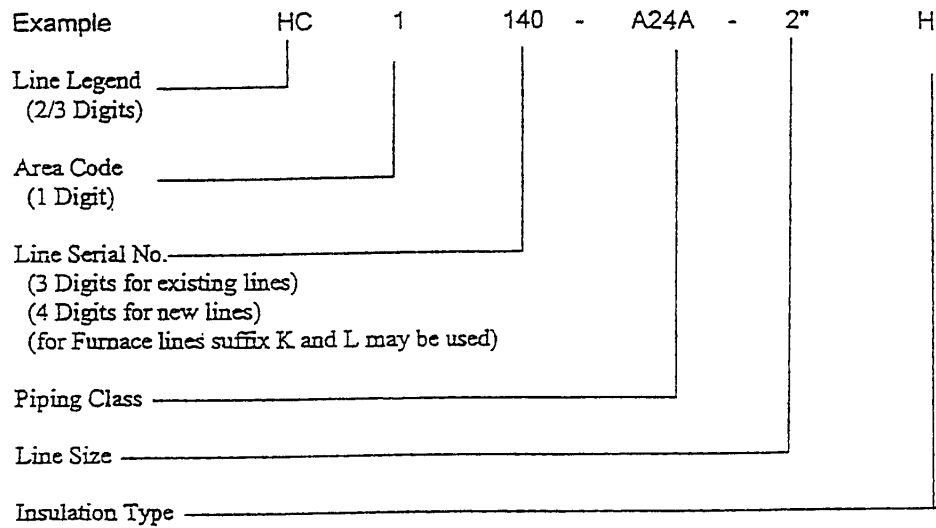 Example HC 1 140 - A24A - 2" H
Line Legend
(2/3 Digits)
Area Code
(1 Digit)
Line Serial No.
(3 Digits for existing lines)
(4 Digits for new lines)
(for Furnace lines suffix K and L may be used)
Piping Class
Line Size
Insulation Type